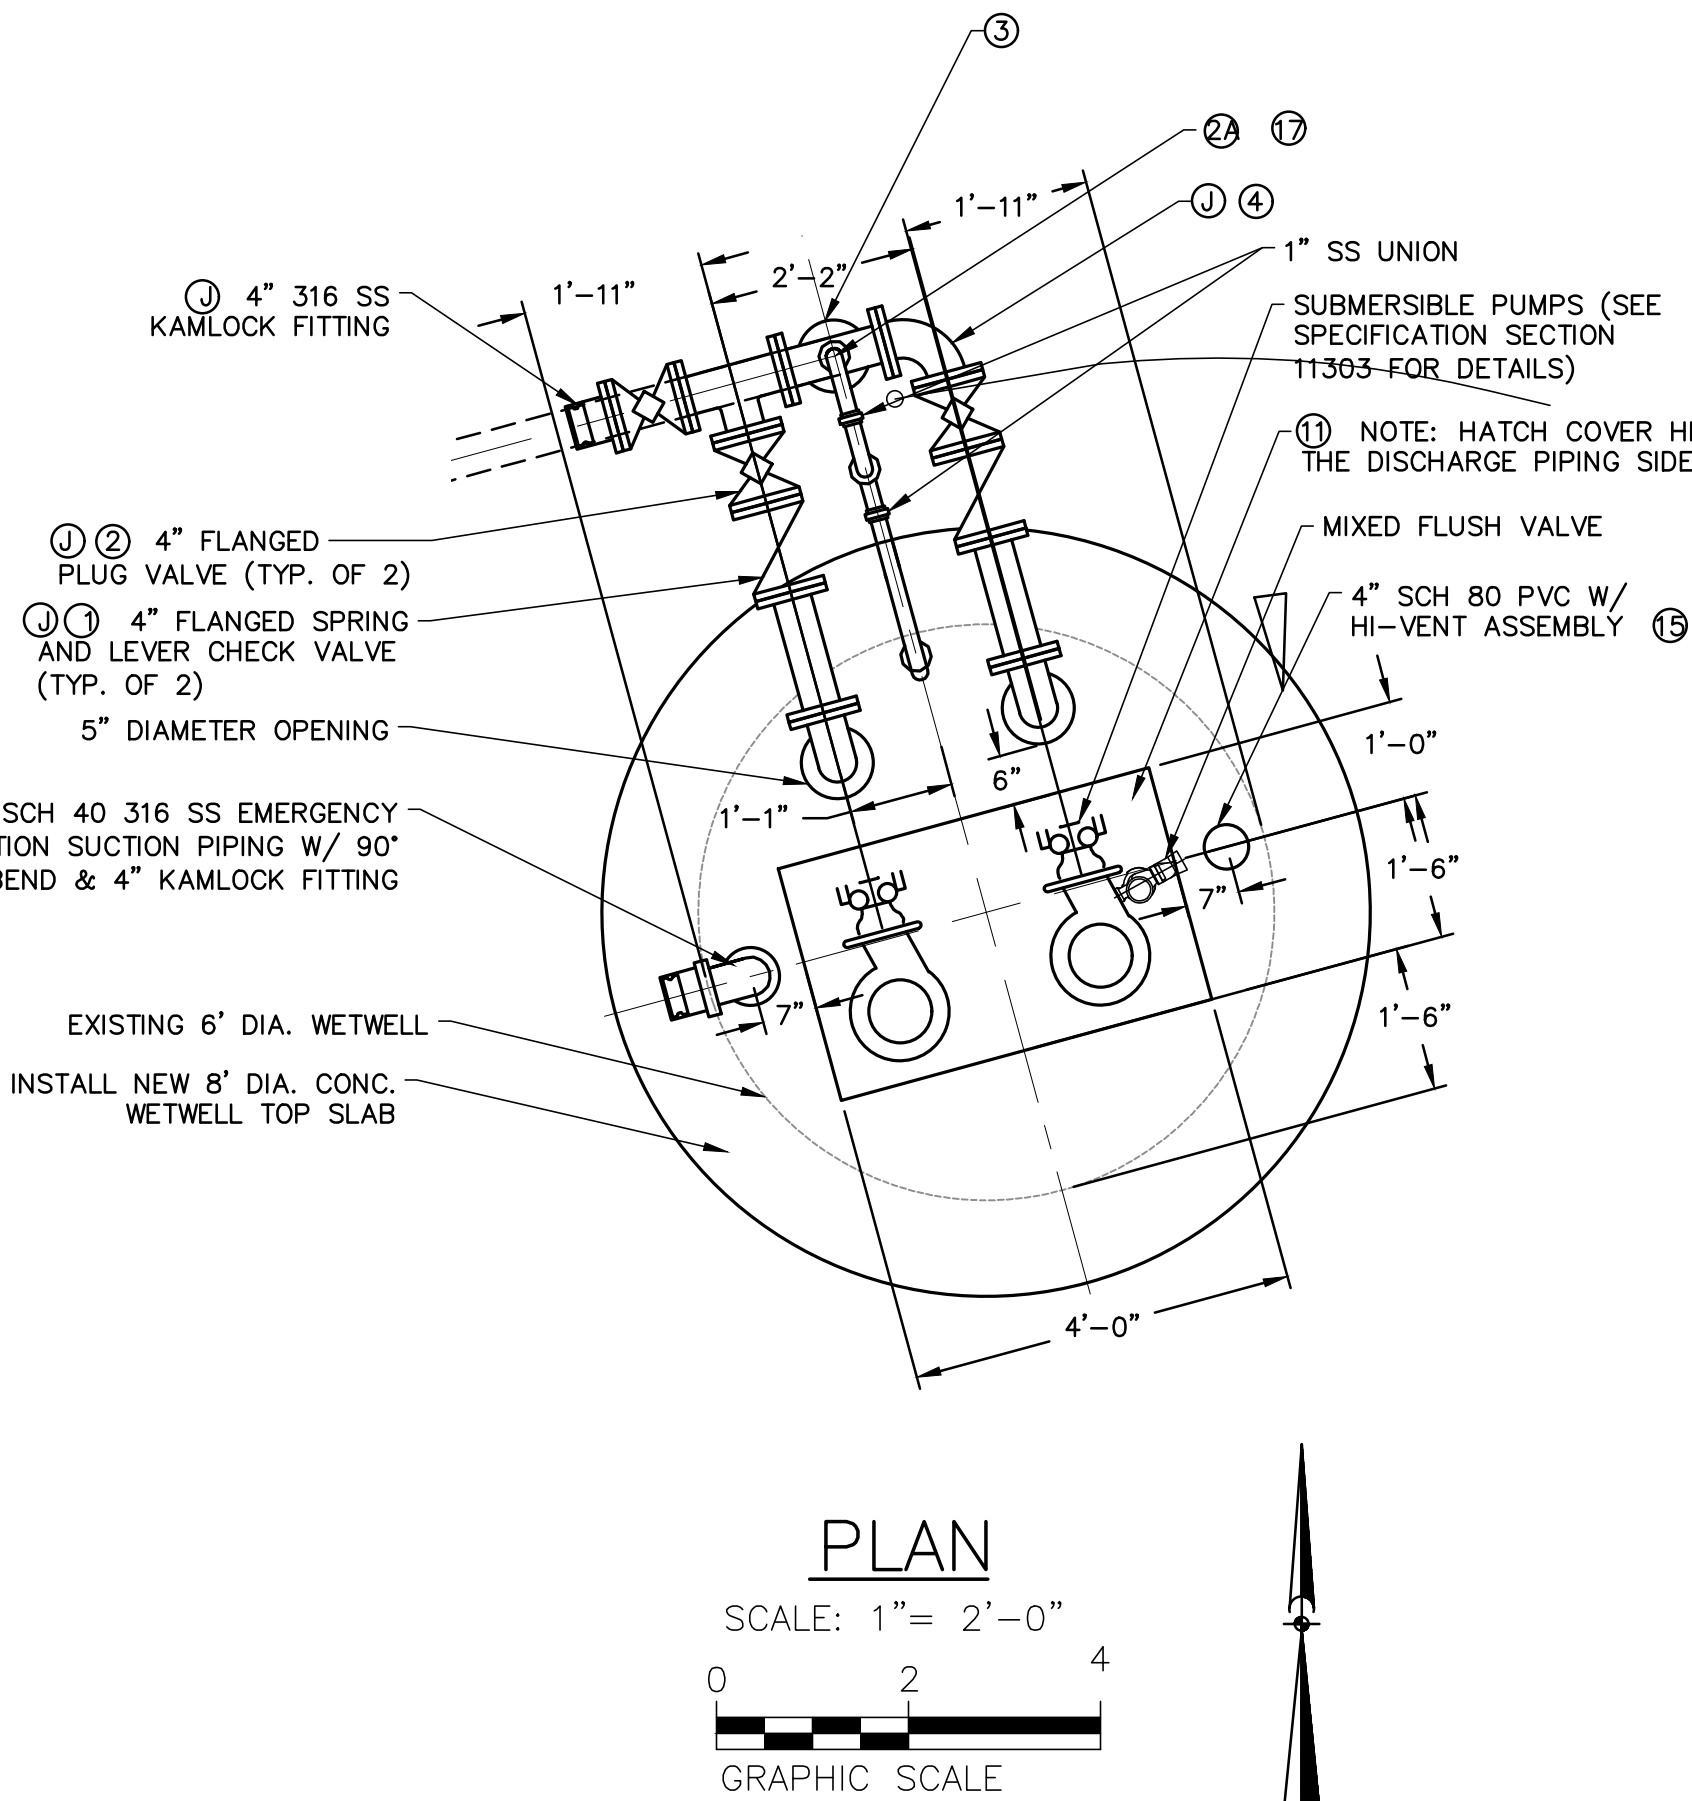 3
2A 17
1'-11"
J 4
1" SS UNION
2'-2"
1'-11"
J 4" 316 SS
KAMLOCK FITTING
SUBMERSIBLE PUMPS (SEE
SPECIFICATION SECTION
11303 FOR DETAILS)
11 NOTE: HATCH COVER
THE DISCHARGE PIPING SIDE
MIXED FLUSH VALVE
J 2 4" FLANGED
PLUG VALVE (TYP. OF 2)
4" SCH 80 PVC W/
HI-VENT ASSEMBLY 15
J 1 4" FLANGED SPRING
AND LEVER CHECK VALVE
(TYP. OF 2)
5" DIAMETER OPENING
1'-0"
6"
1'-1"
SCH 40 316 SS EMERGENCY
TION SUCTION PIPING W/ 90°
BEND & 4" KAMLOCK FITTING
1'-6"
7"
7"
1'-6"
EXISTING 6' DIA. WETWELL
INSTALL NEW 8' DIA. CONC.
WETWELL TOP SLAB
4'-0"
PLAN
SCALE: 1"= 2'-0"
0 2 4
GRAPHIC SCALE